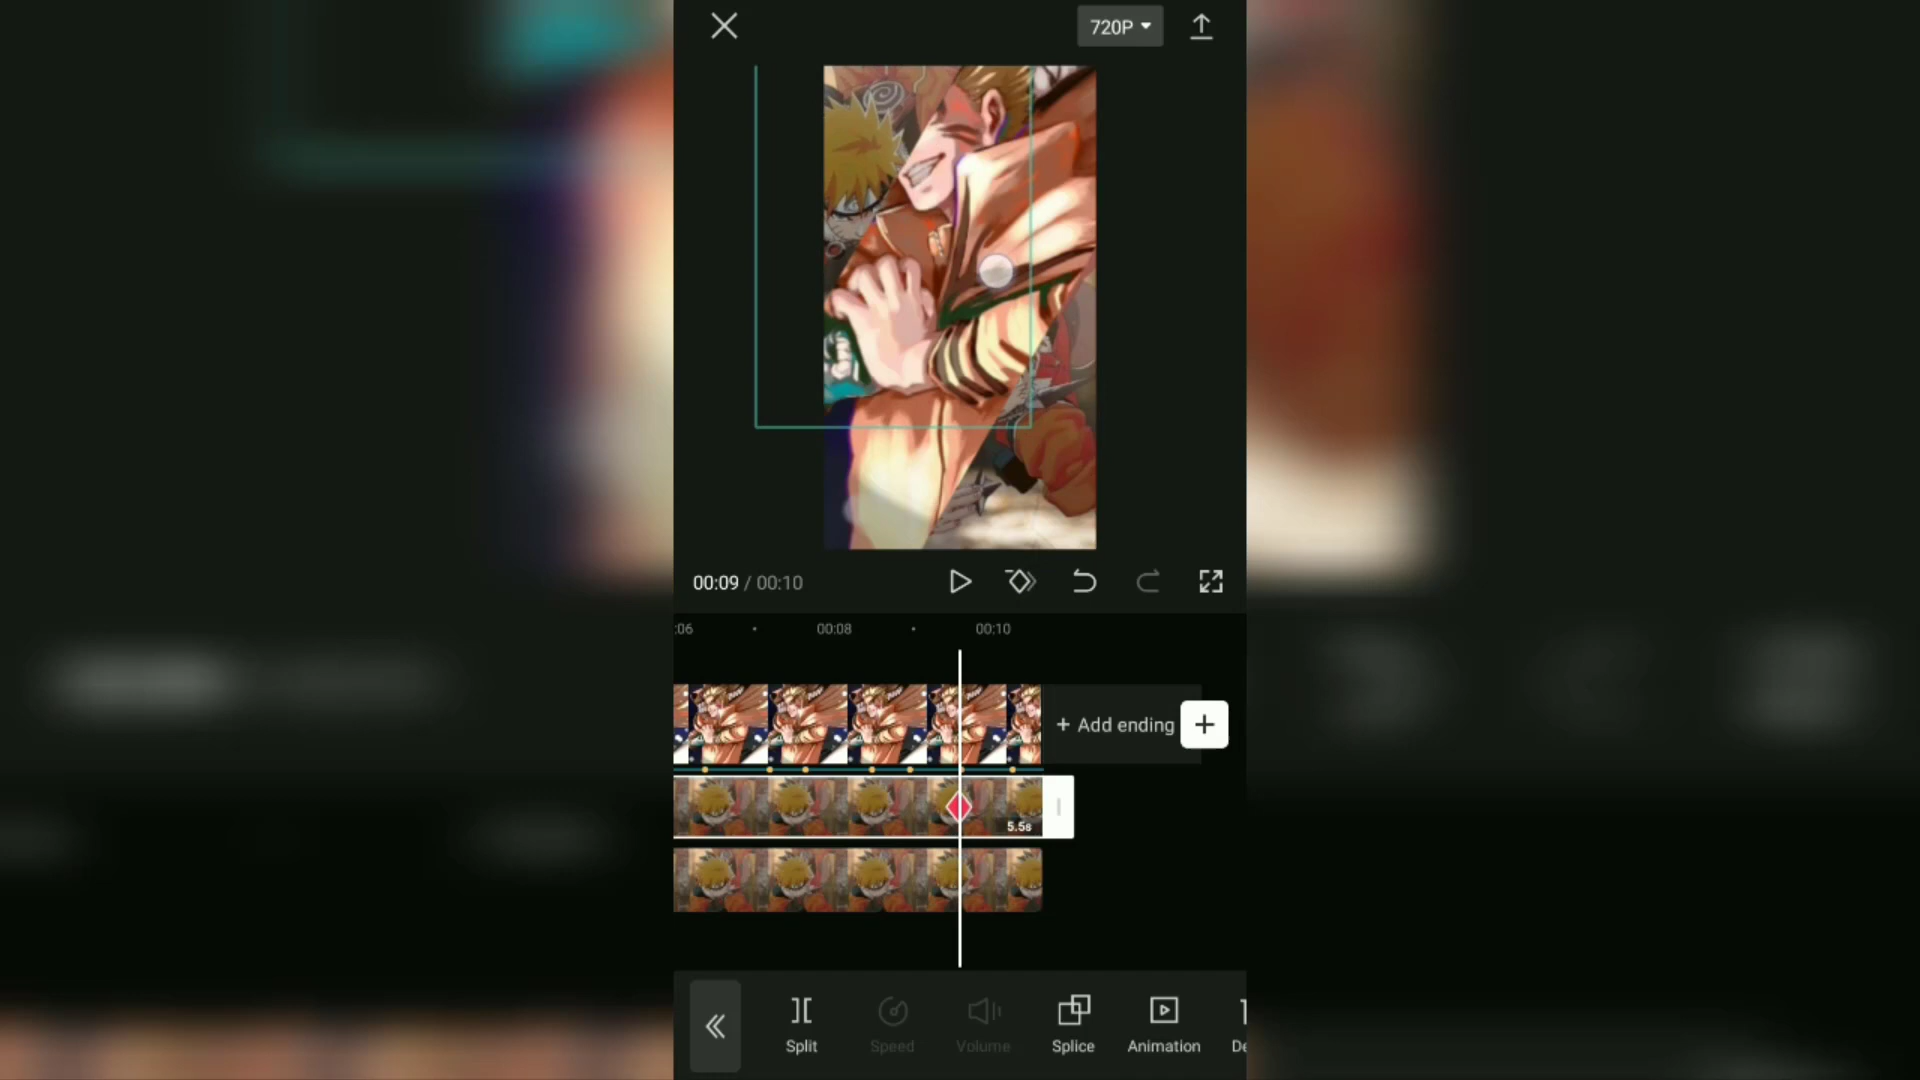 720P
00:09 / 00:10
:06
00:08
00:10
+ Add ending
5.5s
Split
Speed
Volume
Splice
Animation
De